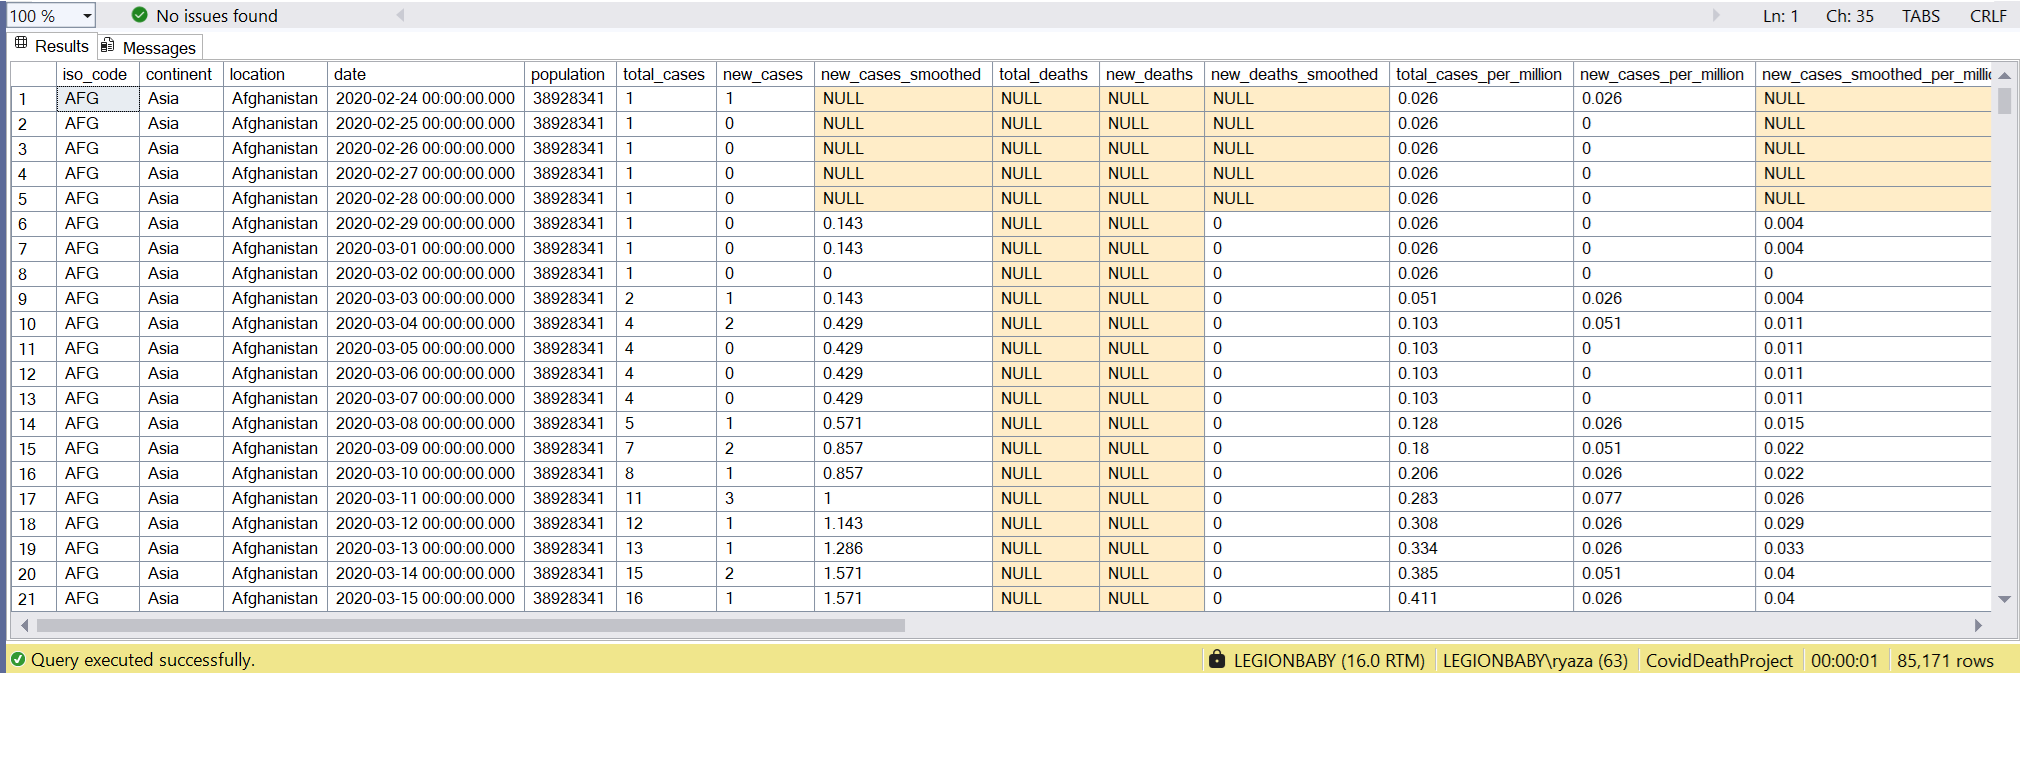 100 % No issues found Ln: 1 Ch: 35 TABS CRLF
Results Messages
iso_code continent location date population total_cases new_cases new_cases_smoothed total_deaths new_deaths new_deaths_smoothed total_cases_per_million new_cases_per_million new_cases_smoothed_per_millic
1 AFG Asia Afghanistan 2020-02-24 00:00:00.000 38928341 1 1 NULL NULL NULL NULL 0.026 0.026 NULL
2 AFG Asia Afghanistan 2020-02-25 00:00:00.000 38928341 1 0 NULL NULL NULL NULL 0.026 0 NULL
3 AFG Asia Afghanistan 2020-02-26 00:00:00.000 38928341 1 0 NULL NULL NULL NULL 0.026 0 NULL
4 AFG Asia Afghanistan 2020-02-27 00:00:00.000 38928341 1 0 NULL NULL NULL NULL 0.026 0 NULL
5 AFG Asia Afghanistan 2020-02-28 00:00:00.000 38928341 1 0 NULL NULL NULL NULL 0.026 0 NULL
6 AFG Asia Afghanistan 2020-02-29 00:00:00.000 38928341 1 0 0.143 NULL NULL 0 0.026 0 0.004
7 AFG Asia Afghanistan 2020-03-01 00:00:00.000 38928341 1 0 0.143 NULL NULL 0 0.026 0 0.004
8 AFG Asia Afghanistan 2020-03-02 00:00:00.000 38928341 1 0 0 NULL NULL 0 0.026 0 0
9 AFG Asia Afghanistan 2020-03-03 00:00:00.000 38928341 2 1 0.143 NULL NULL 0 0.051 0.026 0.004
10 AFG Asia Afghanistan 2020-03-04 00:00:00.000 38928341 4 2 0.429 NULL NULL 0 0.103 0.051 0.011
11 AFG Asia Afghanistan 2020-03-05 00:00:00.000 38928341 4 0 0.429 NULL NULL 0 0.103 0 0.011
12 AFG Asia Afghanistan 2020-03-06 00:00:00.000 38928341 4 0 0.429 NULL NULL 0 0.103 0 0.011
13 AFG Asia Afghanistan 2020-03-07 00:00:00.000 38928341 4 0 0.429 NULL NULL 0 0.103 0 0.011
14 AFG Asia Afghanistan 2020-03-08 00:00:00.000 38928341 5 1 0.571 NULL NULL 0 0.128 0.026 0.015
15 AFG Asia Afghanistan 2020-03-09 00:00:00.000 38928341 7 2 0.857 NULL NULL 0 0.18 0.051 0.022
16 AFG Asia Afghanistan 2020-03-10 00:00:00.000 38928341 8 1 0.857 NULL NULL 0 0.206 0.026 0.022
17 AFG Asia Afghanistan 2020-03-11 00:00:00.000 38928341 11 3 1 NULL NULL 0 0.283 0.077 0.026
18 AFG Asia Afghanistan 2020-03-12 00:00:00.000 38928341 12 1 1.143 NULL NULL 0 0.308 0.026 0.029
19 AFG Asia Afghanistan 2020-03-13 00:00:00.000 38928341 13 1 1.286 NULL NULL 0 0.334 0.026 0.033
20 AFG Asia Afghanistan 2020-03-14 00:00:00.000 38928341 15 2 1.571 NULL NULL 0 0.385 0.051 0.04
21 AFG Asia Afghanistan 2020-03-15 00:00:00.000 38928341 16 1 1.571 NULL NULL 0 0.411 0.026 0.04
Query executed successfully. LEGIONBABY (16.0 RTM) LEGIONBABY\ryaza (63) CovidDeathProject 00:00:01 85,171 rows